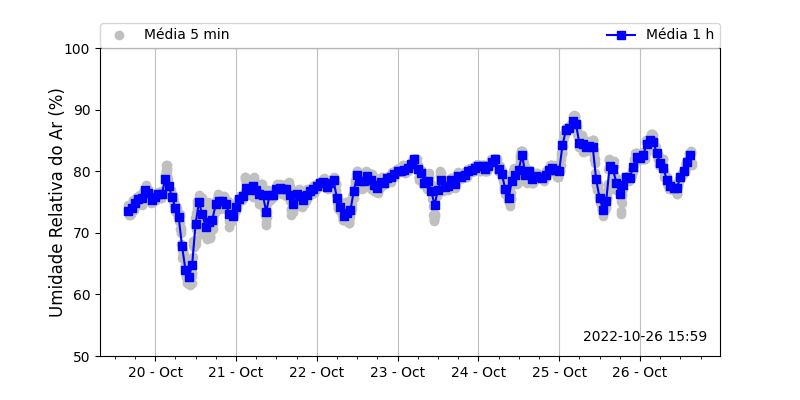 Média 5 min
Média 1 h
Umidade Relativa do Ar (%)
100
90
80
70
60
50
2022-10-26 15:59
20 - Oct
21 - Oct
22 - Oct
23 - Oct
24 - Oct
25 - Oct
26 - Oct